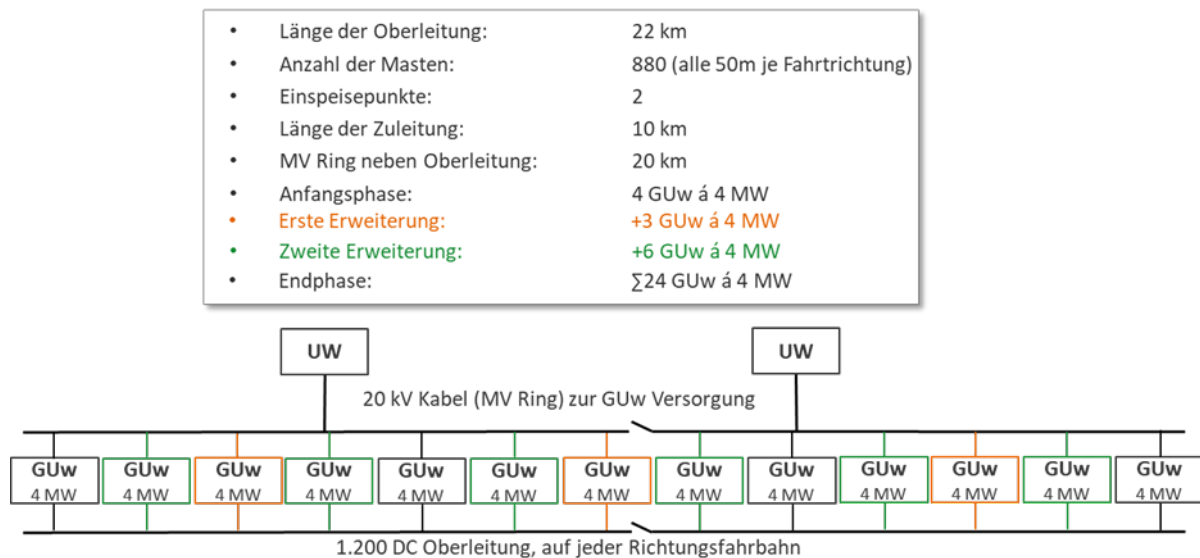 • Länge der Oberleitung: 22 km
• Anzahl der Masten: 880 (alle 50m je Fahrtrichtung)
• Einspeisepunkte: 2
• Länge der Zuleitung: 10 km
• MV Ring neben Oberleitung: 20 km
• Anfangsphase: 4 GUw á 4 MW
• Erste Erweiterung: +3 GUw á 4 MW
• Zweite Erweiterung: +6 GUw á 4 MW
• Endphase: ∑24 GUw á 4 MW
UW UW
20 kV Kabel (MV Ring) zur GUw Versorgung
GUw GUw GUw GUw GUw GUw GUw GUw GUw GUw GUw GUw GUw
4 MW 4 MW 4 MW 4 MW 4 MW 4 MW 4 MW 4 MW 4 MW 4 MW 4 MW 4 MW 4 MW
1.200 DC Oberleitung, auf jeder Richtungsfahrbahn